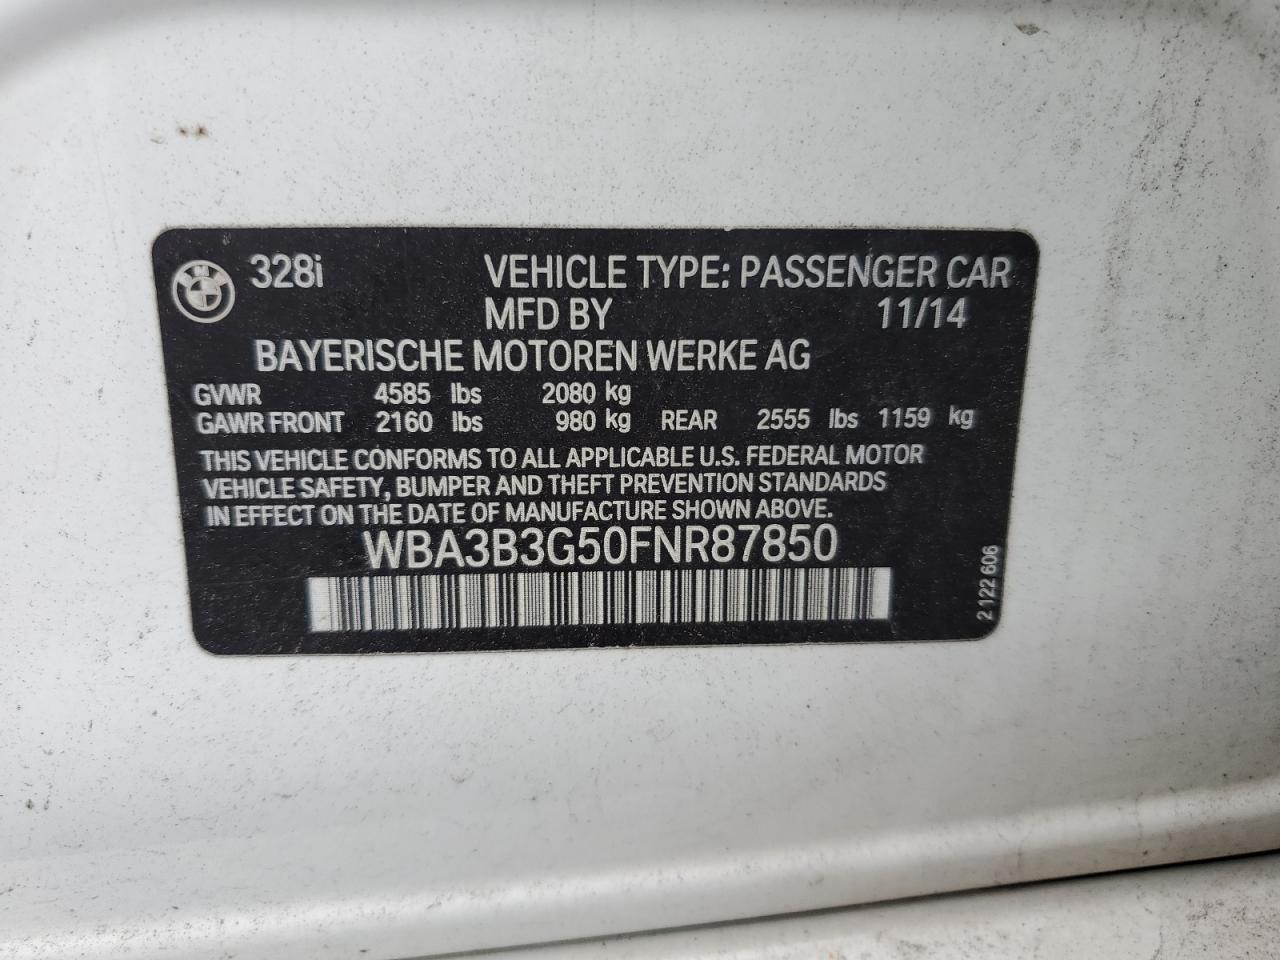 328i VEHICLE TYPE: PASSENGER CAR
MFD BY 11/14
BAYERISCHE MOTOREN WERKE AG
GVWR 4585 lbs 2080 kg
GAWR FRONT 2160 lbs 980 kg REAR 2555 lbs 1159 kg
THIS VEHICLE CONFORMS TO ALL APPLICABLE U.S. FEDERAL MOTOR
VEHICLE SAFETY, BUMPER AND THEFT PREVENTION STANDARDS
IN EFFECT ON THE DATE OF MANUFACTURE SHOWN ABOVE.
WBA3B3G50FNR87850
2 122 606